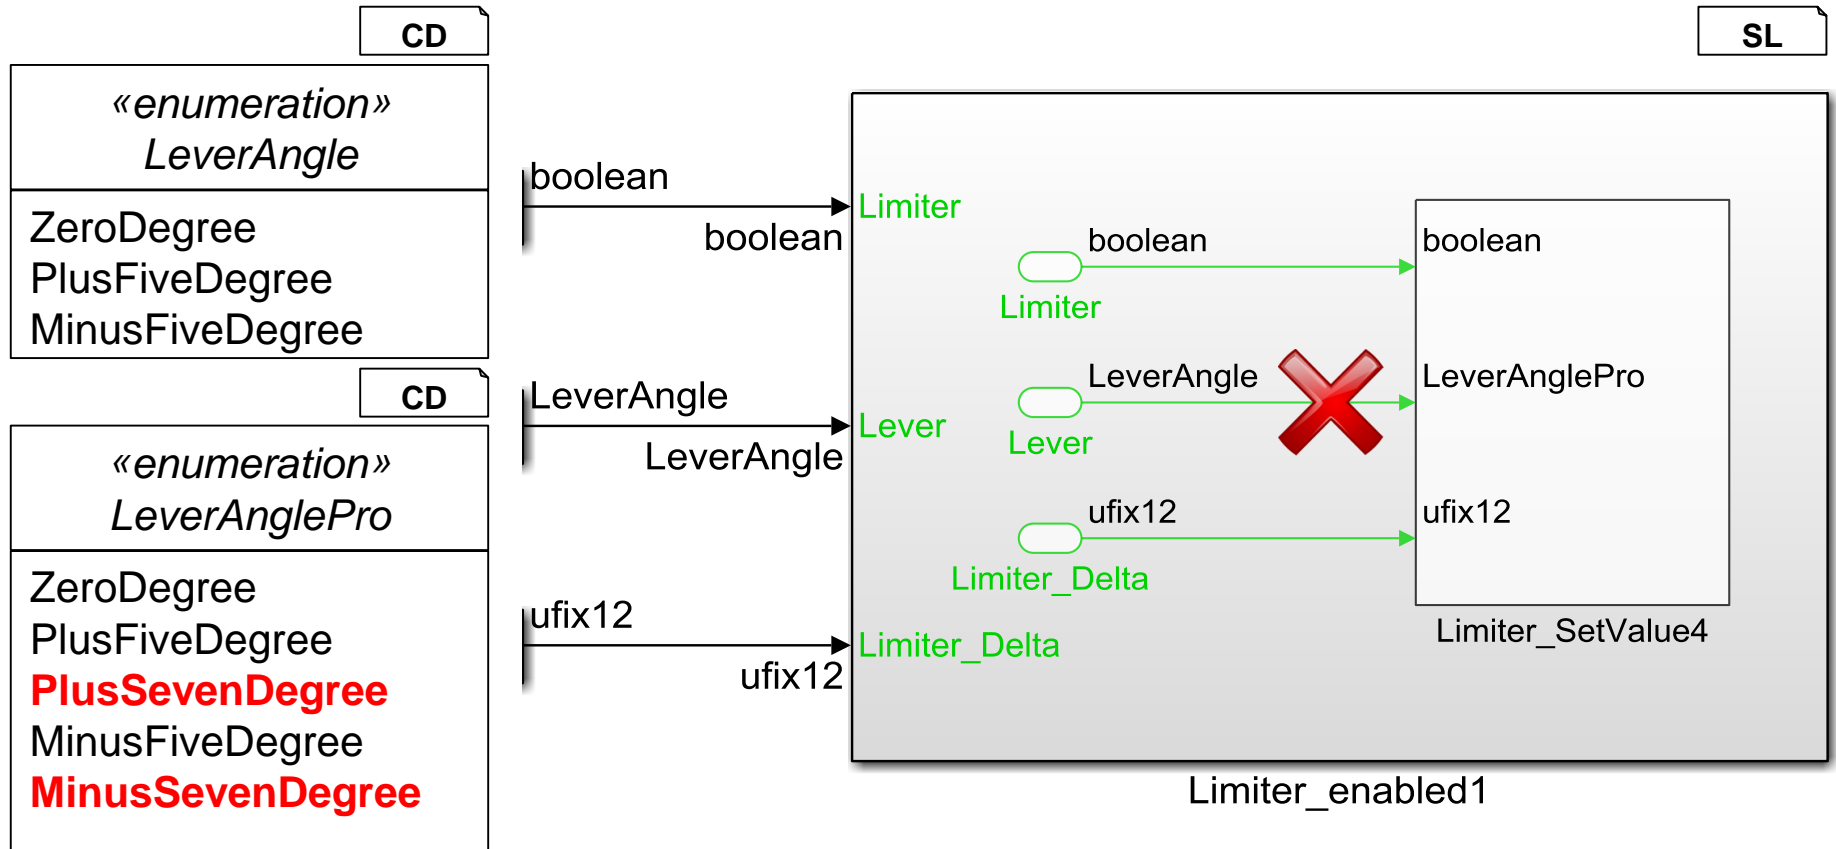 CD
«enumeration»
LeverAngle
ZeroDegree
PlusFiveDegree
MinusFiveDegree
CD
«enumeration»
LeverAnglePro
ZeroDegree
PlusFiveDegree
PlusSevenDegree
MinusFiveDegree
MinusSevenDegree
SL
boolean
boolean
Limiter
LeverAngle
LeverAngle
Lever
ufix12
ufix12
Limiter_Delta
boolean
Limiter
boolean
LeverAngle
Lever
LeverAnglePro
ufix12
Limiter_Delta
ufix12
Limiter_SetValue4
Limiter_enabled1